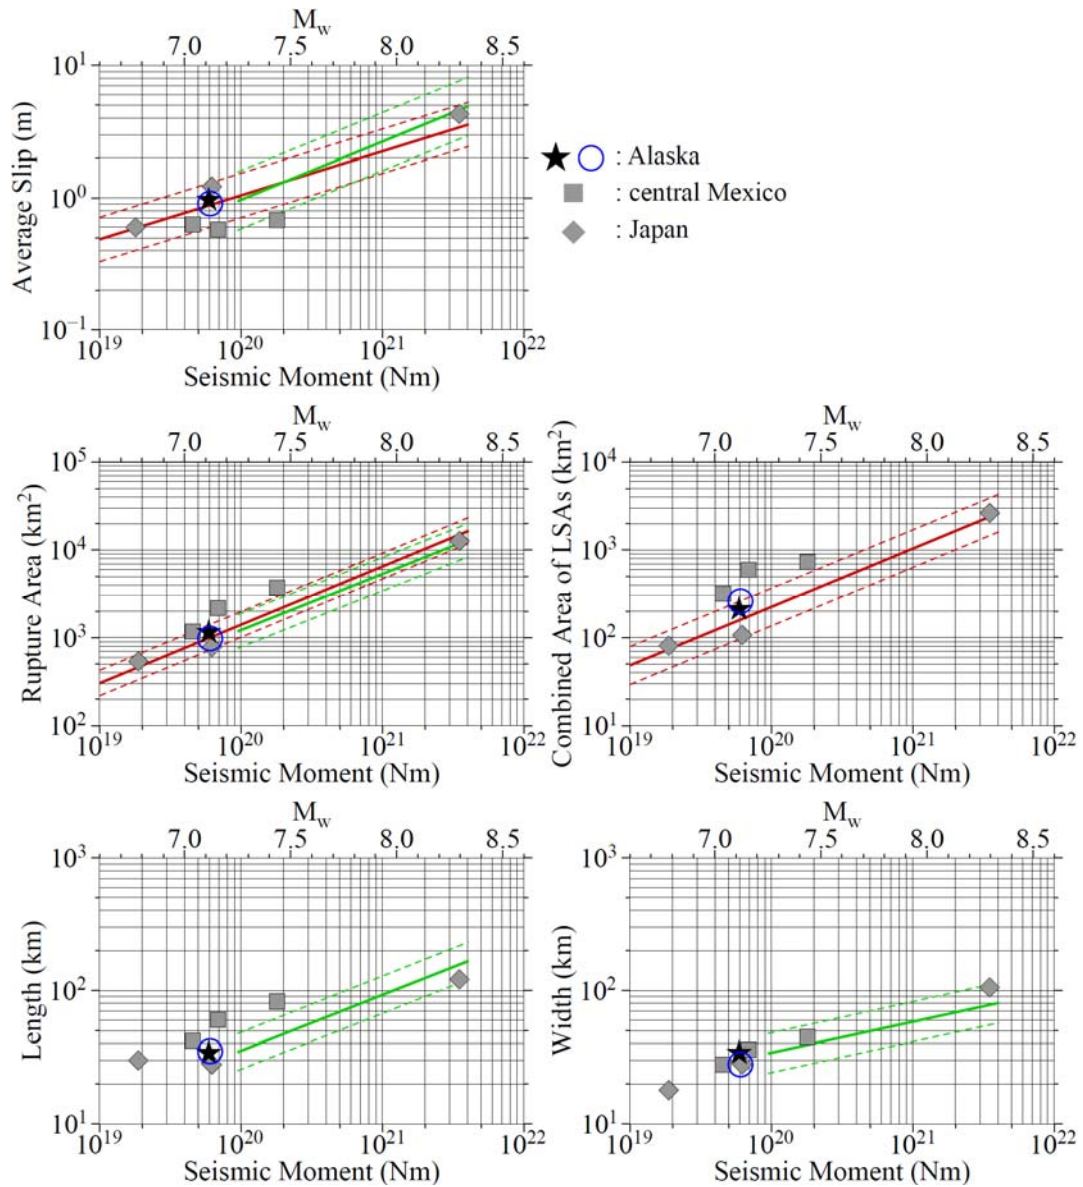 M_w
7.0 7.5 8.0 8.5
Average Slip (m)
10^1
10^0
10^−1
10^19 10^20 10^21 10^22
Seismic Moment (Nm)
: Alaska
: central Mexico
: Japan
M_w
7.0 7.5 8.0 8.5
Rupture Area (km^2)
10^5
10^4
10^3
10^2
10^19 10^20 10^21 10^22
Seismic Moment (Nm)
M_w
7.0 7.5 8.0 8.5
Combined Area of LSAs (km^2)
10^4
10^3
10^2
10^1
10^19 10^20 10^21 10^22
Seismic Moment (Nm)
M_w
7.0 7.5 8.0 8.5
Length (km)
10^3
10^2
10^1
10^19 10^20 10^21 10^22
Seismic Moment (Nm)
M_w
7.0 7.5 8.0 8.5
Width (km)
10^3
10^2
10^1
10^19 10^20 10^21 10^22
Seismic Moment (Nm)